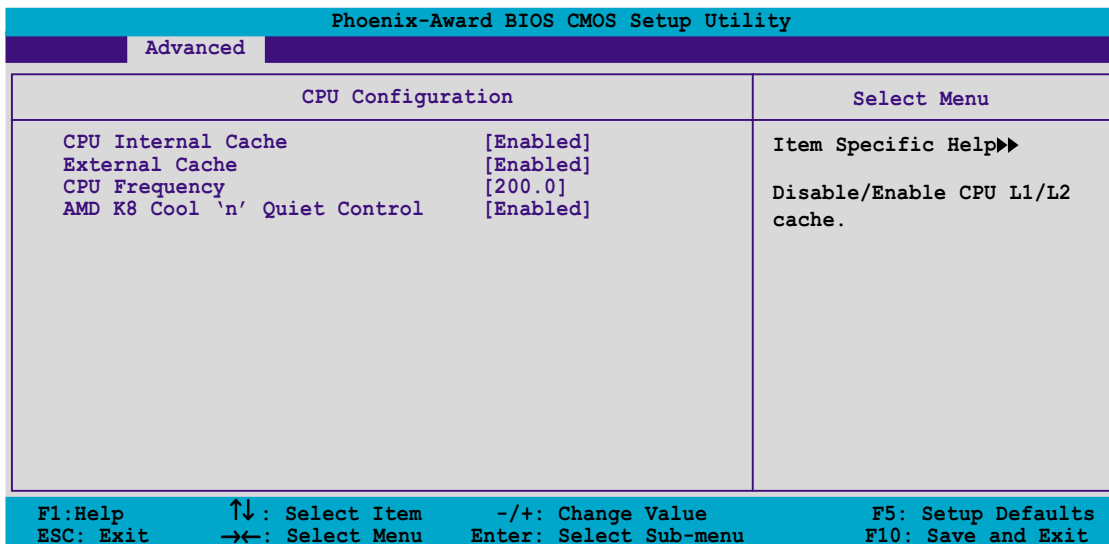 Phoenix-Award BIOS CMOS Setup Utility
Advanced
CPU Configuration
Select Menu
CPU Internal Cache [Enabled]
External Cache [Enabled]
CPU Frequency [200.0]
AMD K8 Cool ‘n’ Quiet Control [Enabled]
Item Specific Help▶▶
Disable/Enable CPU L1/L2
cache.
F1:Help ↑↓: Select Item -/+: Change Value F5: Setup Defaults
ESC: Exit →←: Select Menu Enter: Select Sub-menu F10: Save and Exit